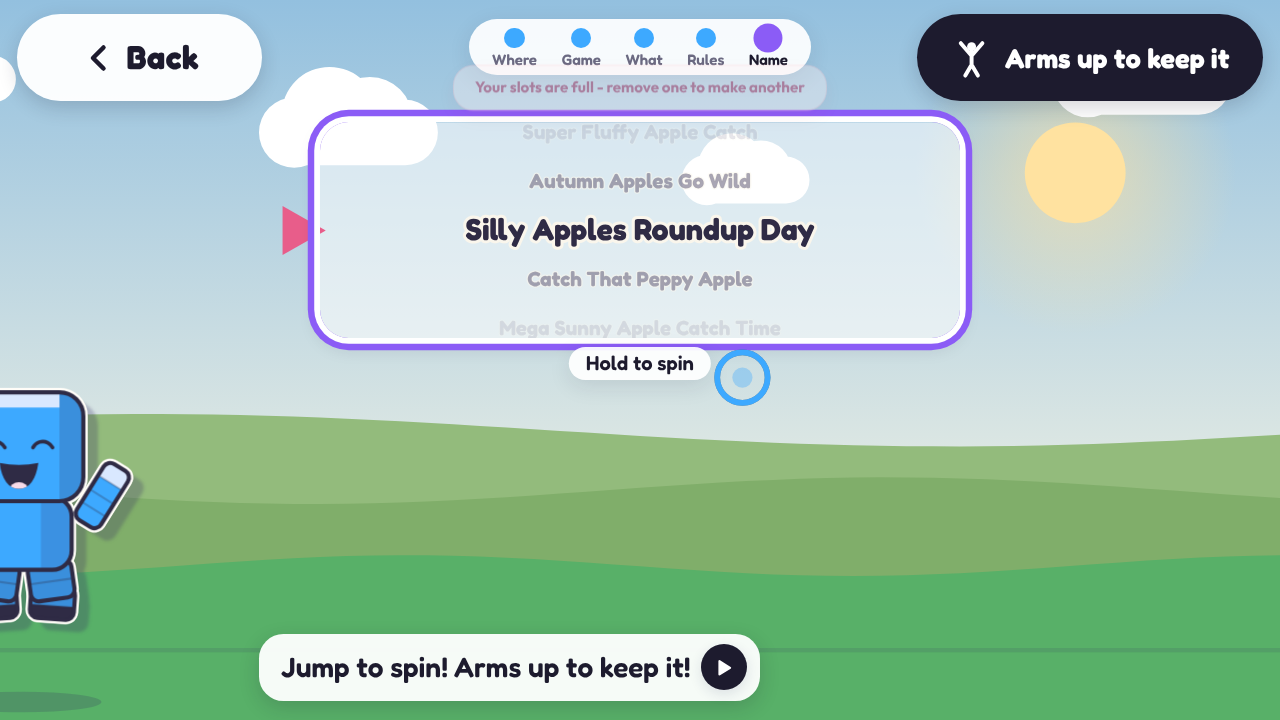 Back
Where Game What Rules Name
Arms up to keep it
Your slots are full - remove one to make another
Super Fluffy Apple Catch
Autumn Apples Go Wild
Silly Apples Roundup Day
Catch That Peppy Apple
Mega Sunny Apple Catch Time
Hold to spin
Jump to spin! Arms up to keep it!